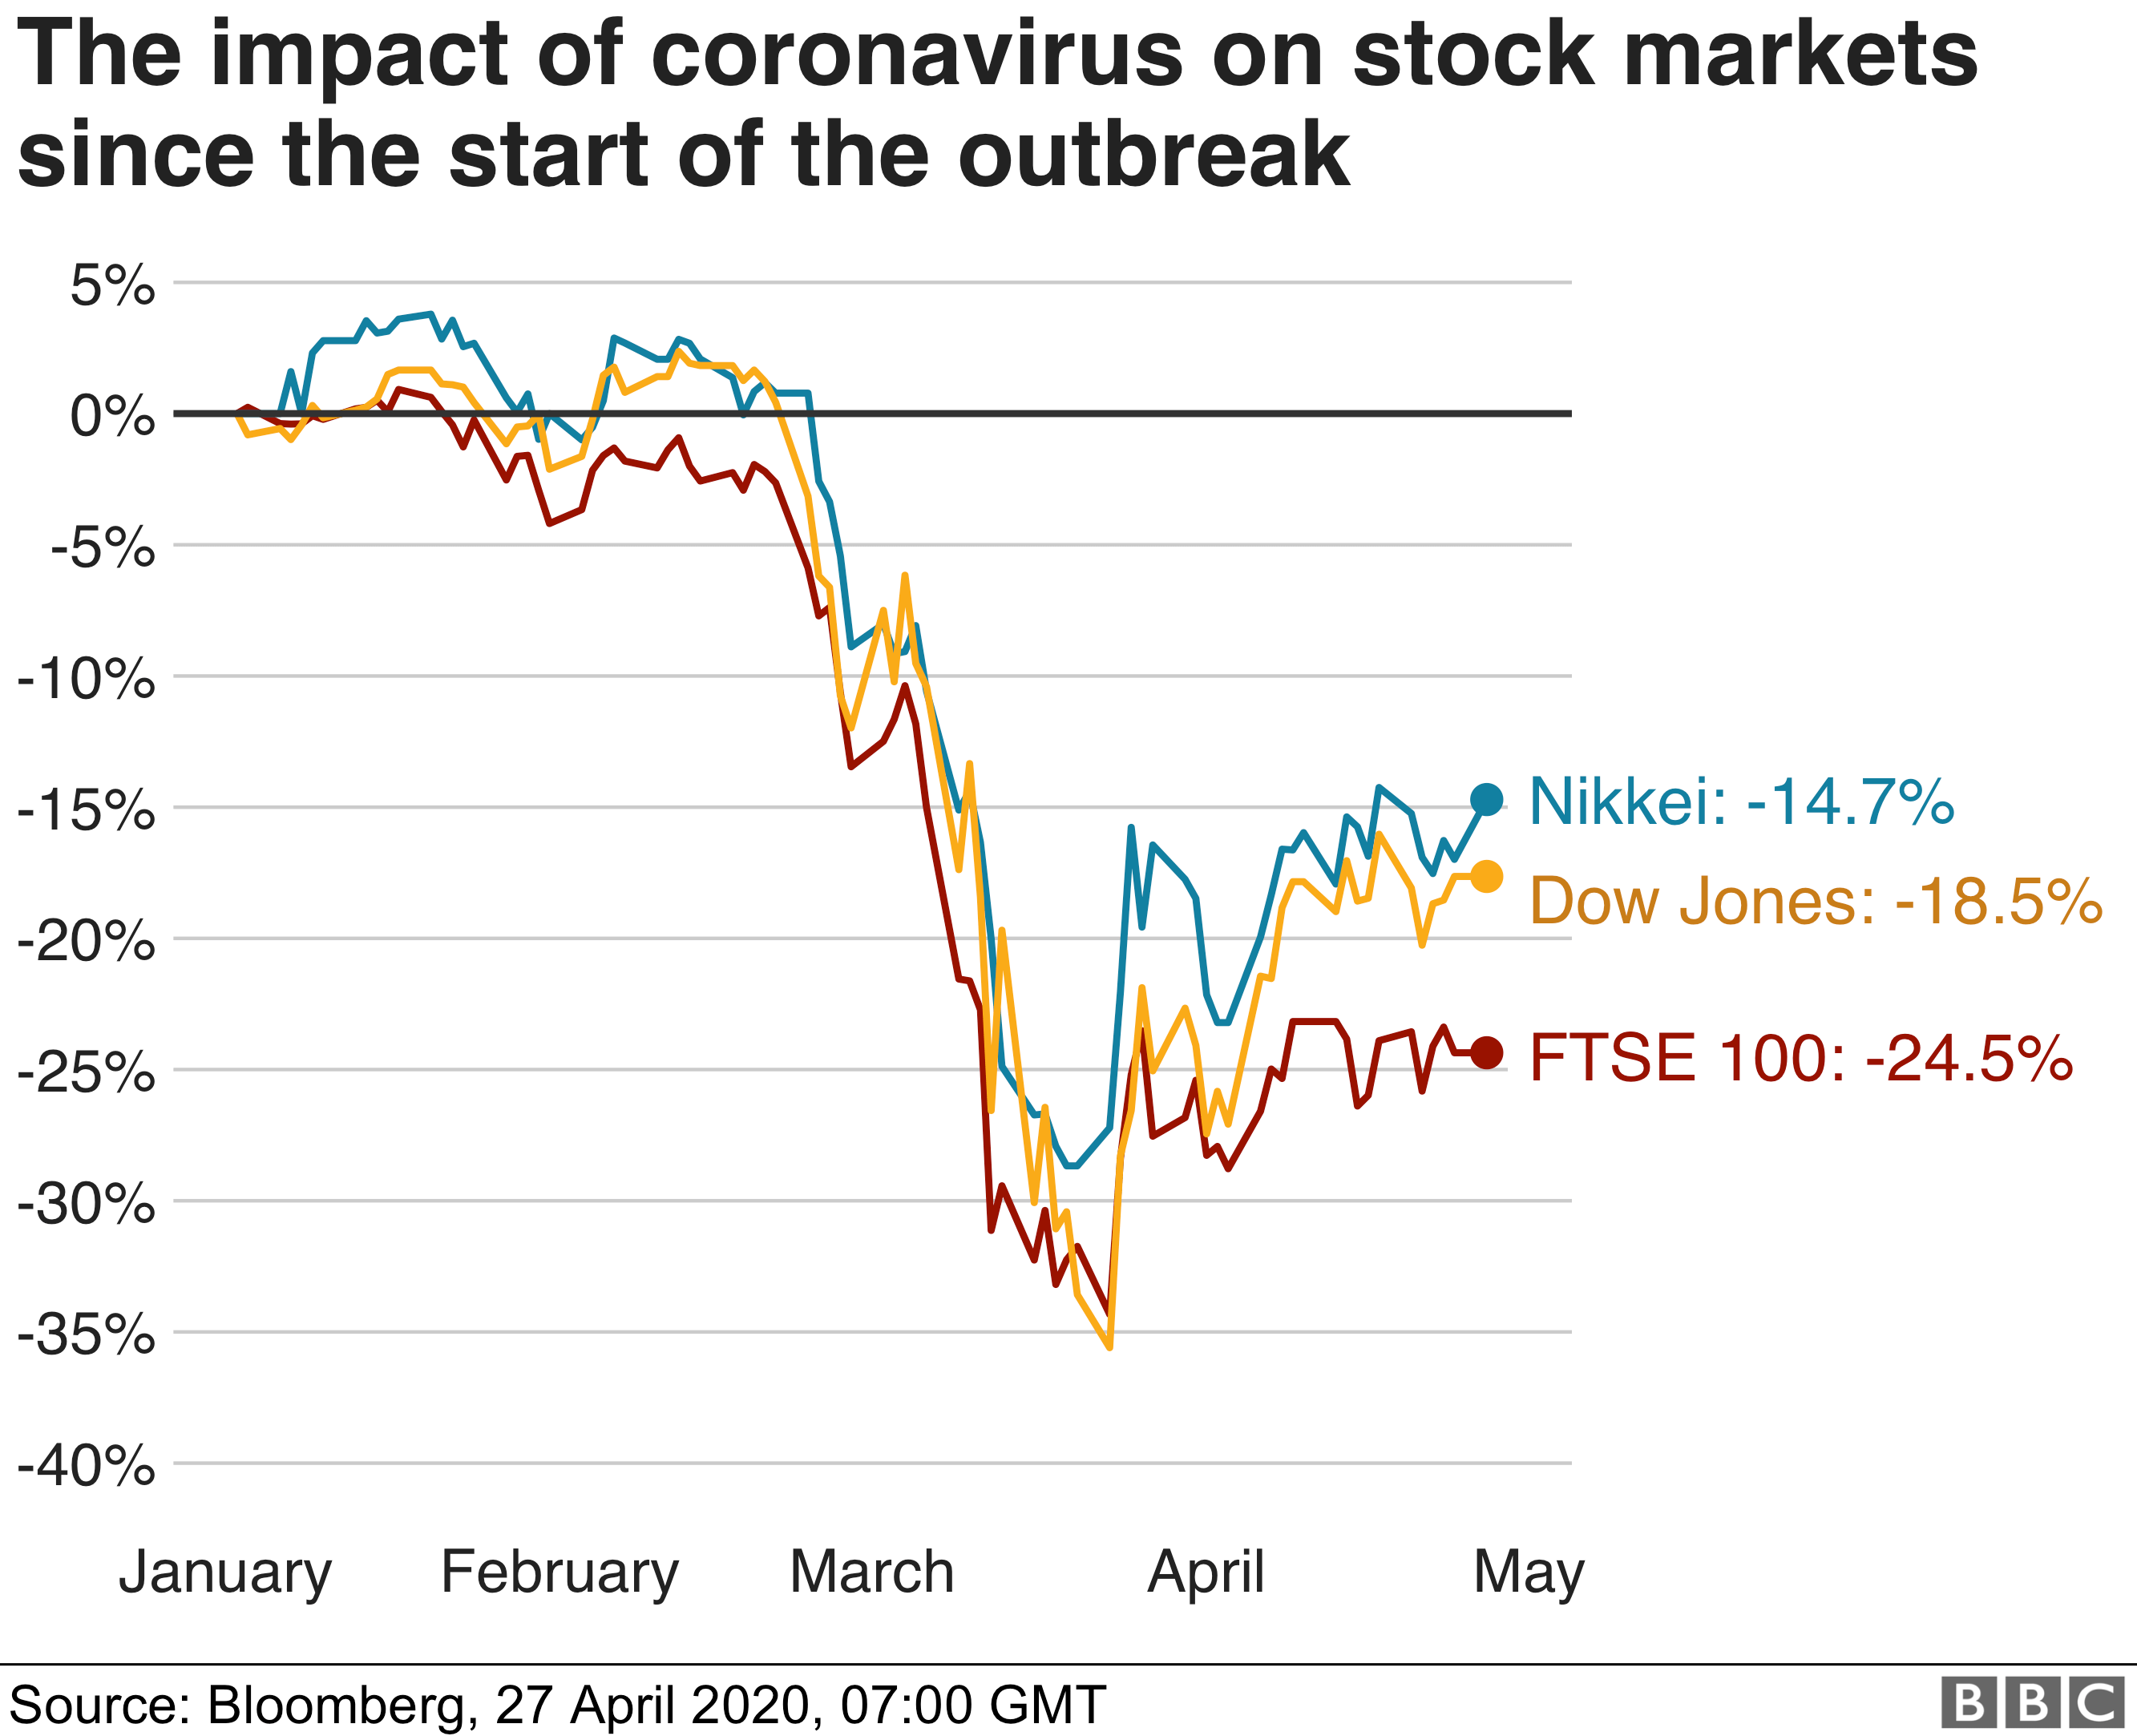 The impact of coronavirus on stock markets
since the start of the outbreak
5%
0%
-5%
-10%
-15%
Nikkei: -14.7%
Dow Jones: -18.5%
-20%
-25%
FTSE 100: -24.5%
-30%
-35%
-40%
January February March April May
Source: Bloomberg, 27 April 2020, 07:00 GMT
BBC